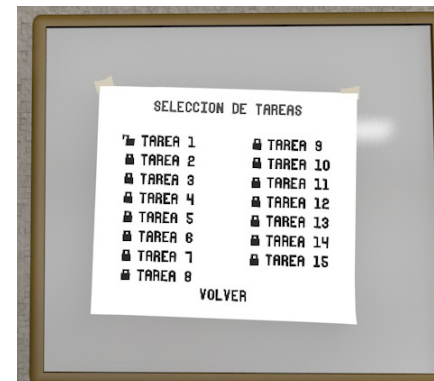 SELECCION DE TAREAS
TAREA 1
TAREA 2
TAREA 3
TAREA 4
TAREA 5
TAREA 6
TAREA 7
TAREA 8
TAREA 9
TAREA 10
TAREA 11
TAREA 12
TAREA 13
TAREA 14
TAREA 15
VOLVER